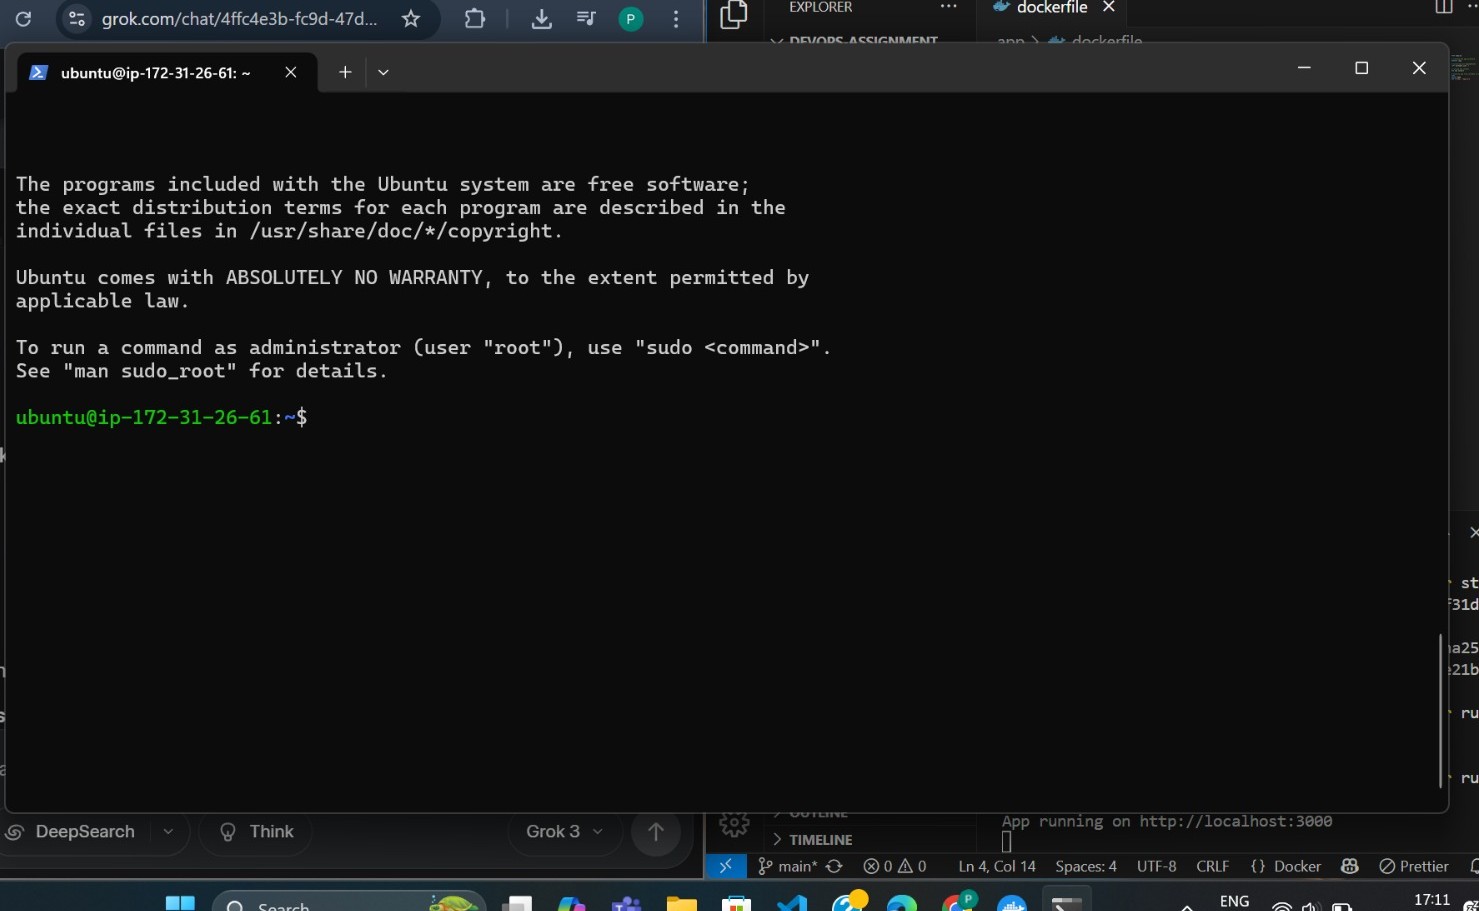 grok.com/chat/4ffc4e3b-fc9d-47d...
P
EXPLORER
dockerfile
DEVOPS-ASSIGNMENT
app > dockerfile
ubuntu@ip-172-31-26-61: ~
The programs included with the Ubuntu system are free software;
the exact distribution terms for each program are described in the
individual files in /usr/share/doc/*/copyright.
Ubuntu comes with ABSOLUTELY NO WARRANTY, to the extent permitted by
applicable law.
To run a command as administrator (user "root"), use "sudo <command>".
See "man sudo_root" for details.
ubuntu@ip-172-31-26-61:~$
st
f31d
a25
e21b
ru
ru
DeepSearch
Think
Grok 3
OUTLINE
TIMELINE
App running on http://localhost:3000
main*
0
0
Ln 4, Col 14
Spaces: 4
UTF-8
CRLF
{} Docker
Prettier
Search
P
ENG
17:11